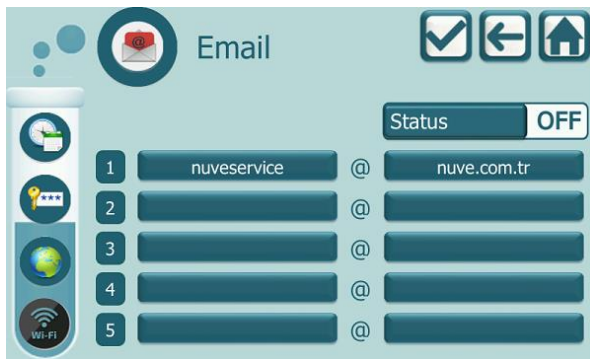 Email
Status OFF
1 nuveservice @ nuve.com.tr
***
2 @
3 @
4 @
Wi-Fi
5 @